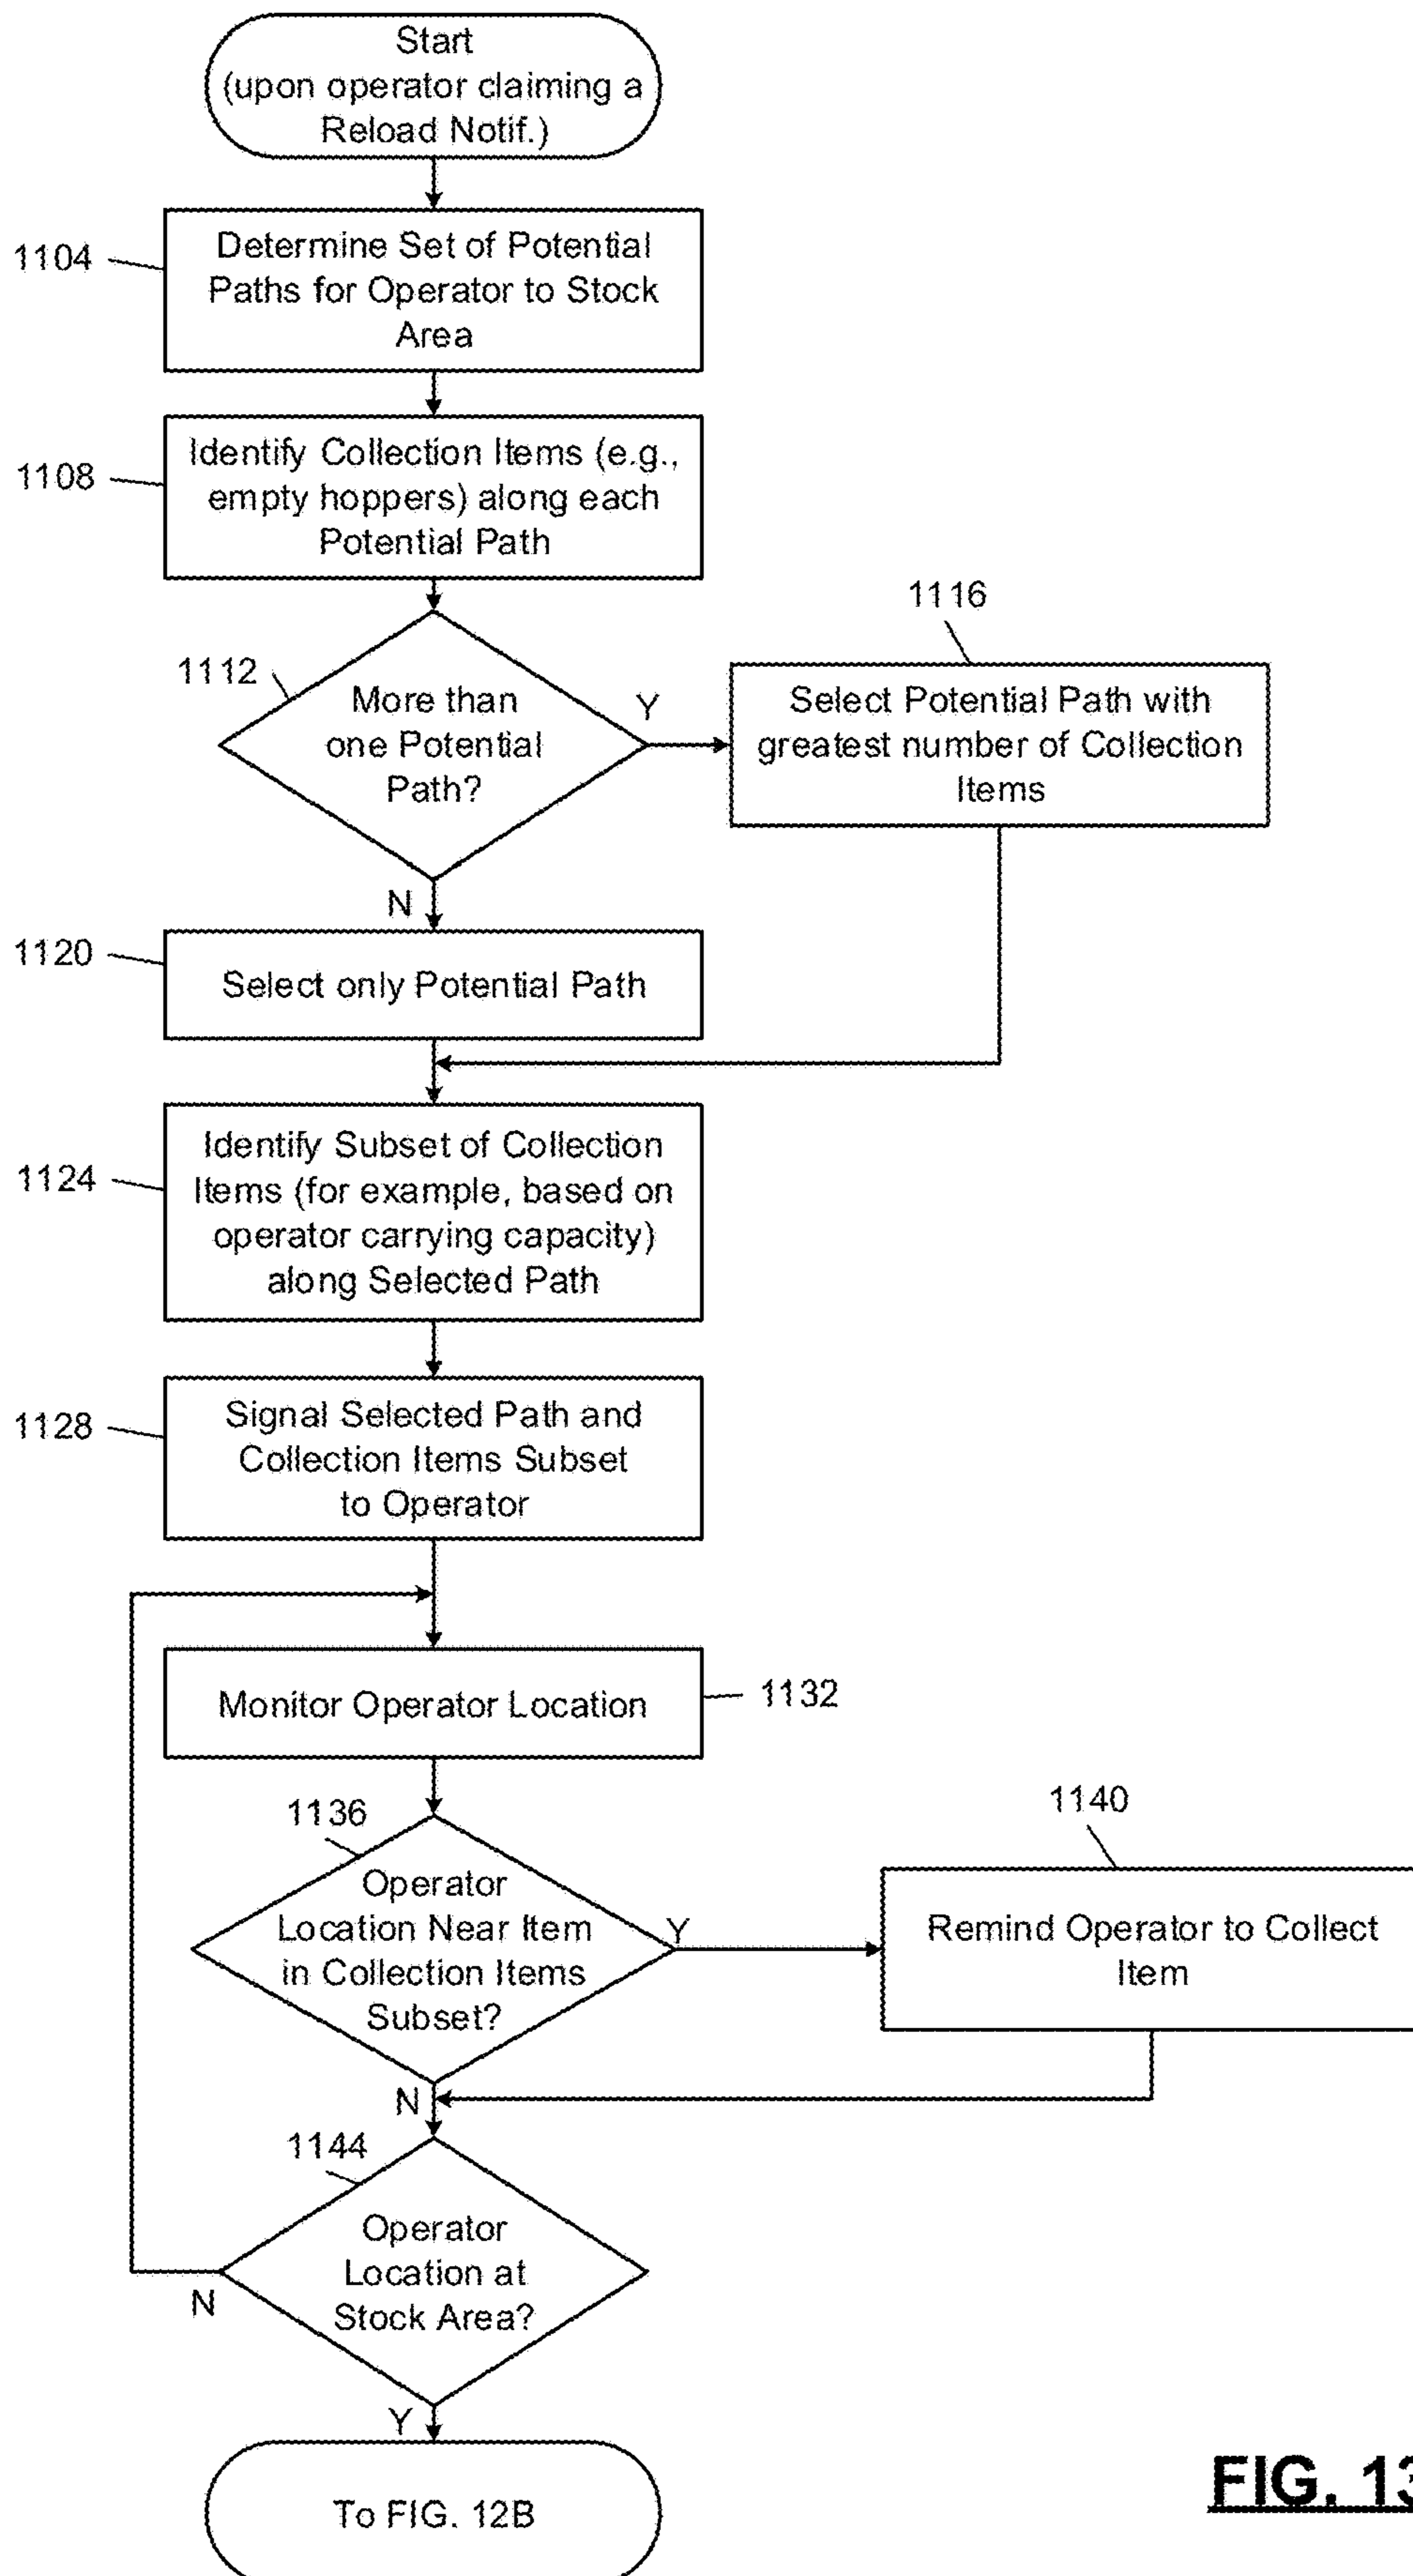 Start
(upon operator claiming a
Reload Notif.)
1104
Determine Set of Potential
Paths for Operator to Stock
Area
1108
Identify Collection Items (e.g.,
empty hoppers) along each
Potential Path
1112
More than
one Potential
Path?
Y
1116
Select Potential Path with
greatest number of Collection
Items
N
1120
Select only Potential Path
1124
Identify Subset of Collection
Items (for example, based on
operator carrying capacity)
along Selected Path
1128
Signal Selected Path and
Collection Items Subset
to Operator
Monitor Operator Location
1132
1136
Operator
Location Near Item
in Collection Items
Subset?
Y
1140
Remind Operator to Collect
Item
N
1144
Operator
Location at
Stock Area?
N
Y
To FIG. 12B
FIG. 13